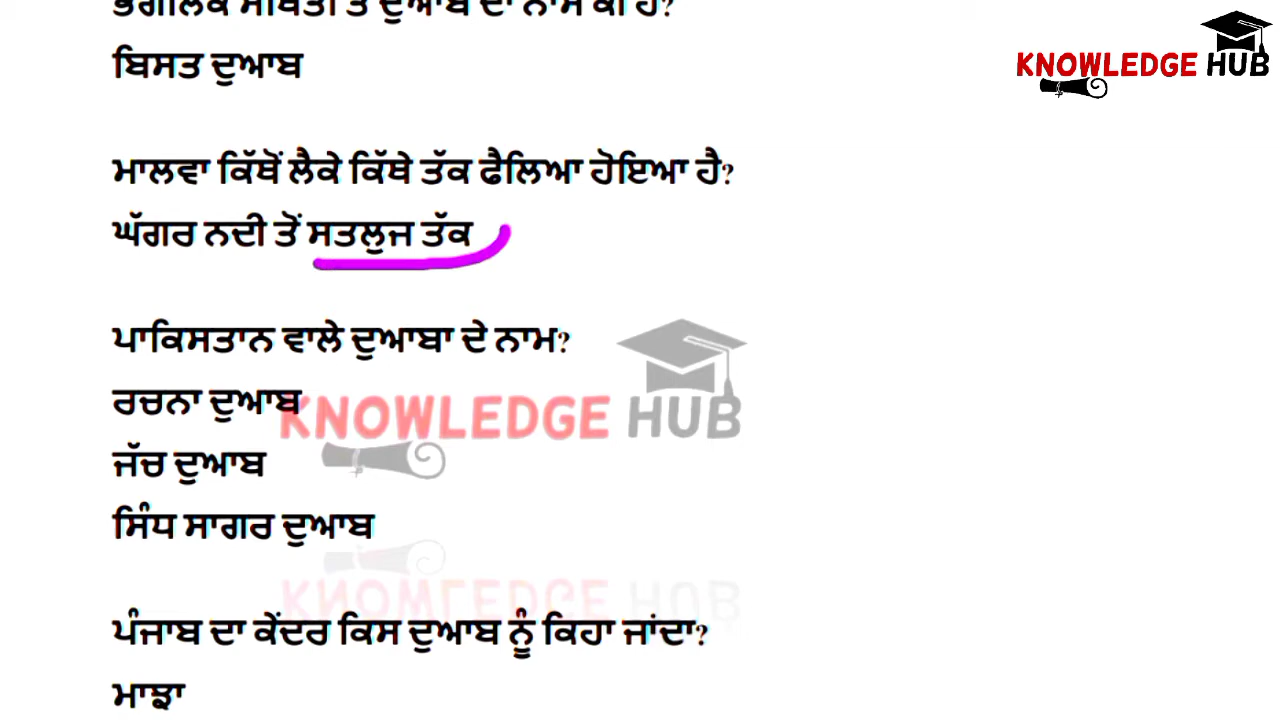 ਦੁਆਬ ਦਾ ਨਾਮ ਕੀ ਹੈ?
ਬਿਸਤ ਦੁਆਬ
KNOWLEDGE HUB
ਮਾਲਵਾ ਕਿੱਥੋਂ ਲੈਕੇ ਕਿੱਥੇ ਤੱਕ ਫੈਲਿਆ ਹੋਇਆ ਹੈ?
ਘੱਗਰ ਨਦੀ ਤੋਂ ਸਤਲੁਜ ਤੱਕ
ਪਾਕਿਸਤਾਨ ਵਾਲੇ ਦੁਆਬਾ ਦੇ ਨਾਮ?
ਰਚਨਾ ਦੁਆਬ
KNOWLEDGE HUB
ਜੱਚ ਦੁਆਬ
ਸਿੰਧ ਸਾਗਰ ਦੁਆਬ
ਪੰਜਾਬ ਦਾ ਕੇਂਦਰ ਕਿਸ ਦੁਆਬ ਨੂੰ ਕਿਹਾ ਜਾਂਦਾ?
ਮਾਝਾ